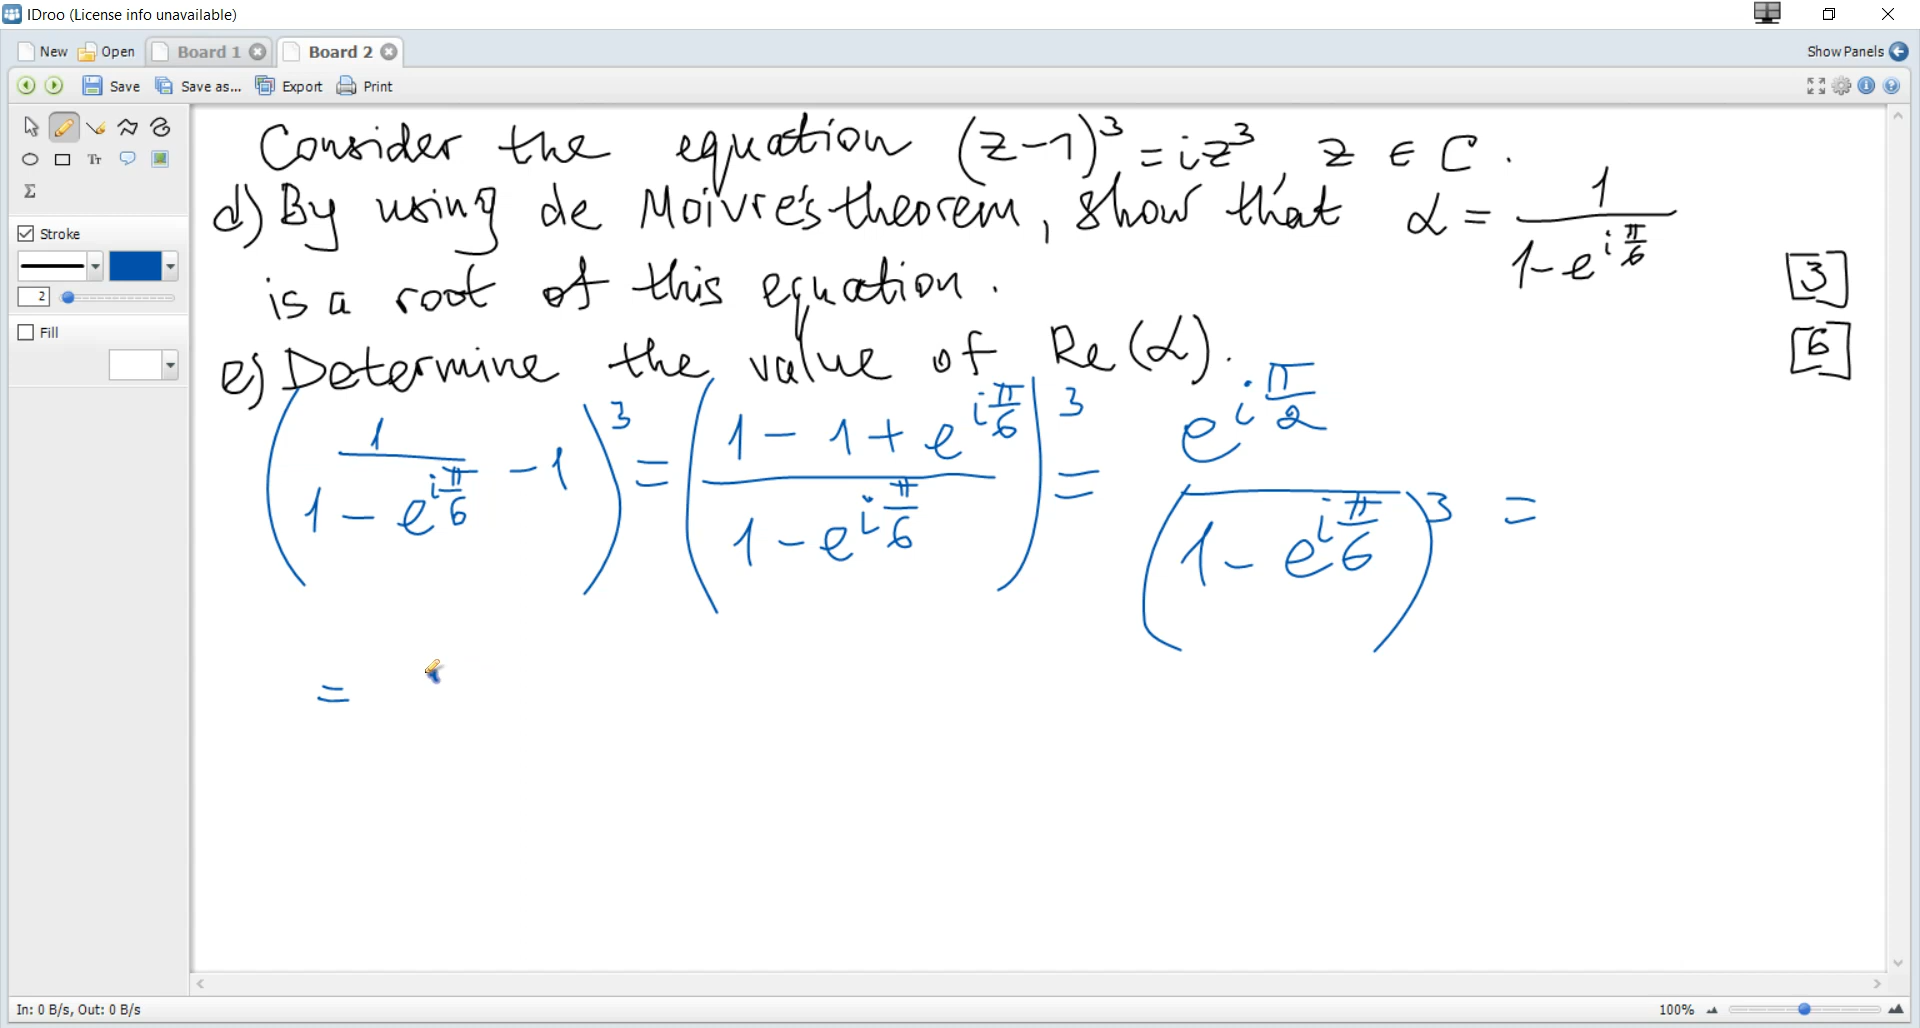 IDroo (License info unavailable)
New Open Board 1 Board 2 Show Panels
Save Save as... Export Print
Stroke
2
Fill
Consider the equation (z-1)³ = iz³, z ∈ C.
d) By using de Moivre's theorem, show that α = 1/(1-e^(iπ/6))
is a root of this equation. [3]
e) Determine the value of Re(α). [6]
(1/(1-e^(iπ/6)) - 1)³ = ((1-1+e^(iπ/6))/(1-e^(iπ/6)))³ = e^(iπ/2)/(1-e^(iπ/6))³ =
=
In: 0 B/s, Out: 0 B/s 100%